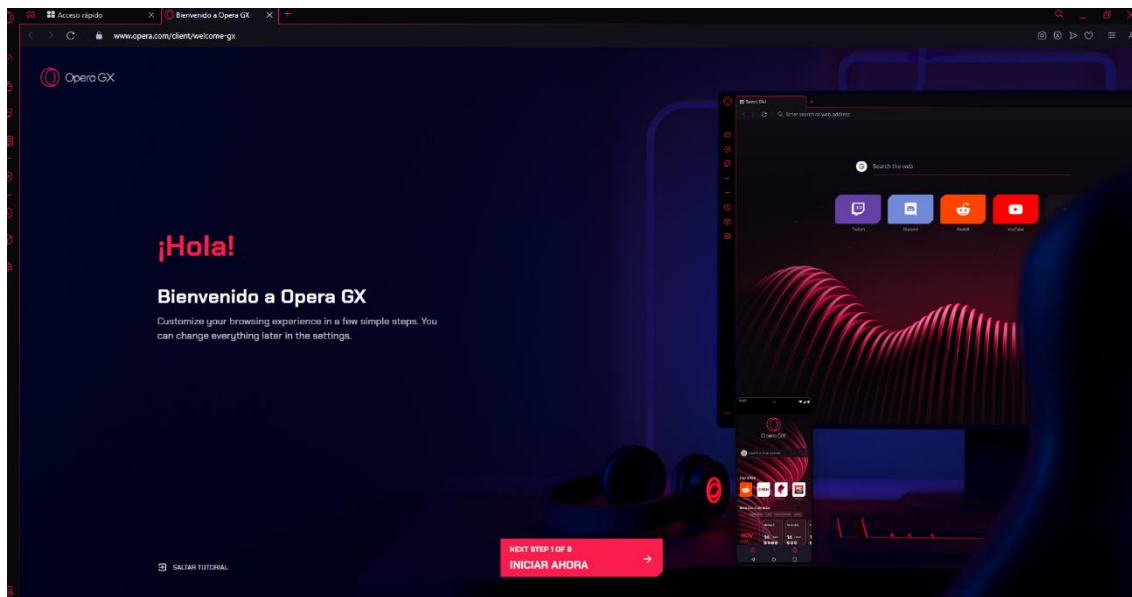 Acceso rápido
Bienvenido a Opera GX
www.opera.com/client/welcome-gx
Opera GX
Speed Dial
Enter search or web address
Search the web
Twitch
Discord
Reddit
YouTube
¡Hola!
Bienvenido a Opera GX
Customize your browsing experience in a few simple steps. You
can change everything later in the settings.
Opera GX
NEXT STEP 1 OF 8
INICIAR AHORA
SALTAR TUTORIAL